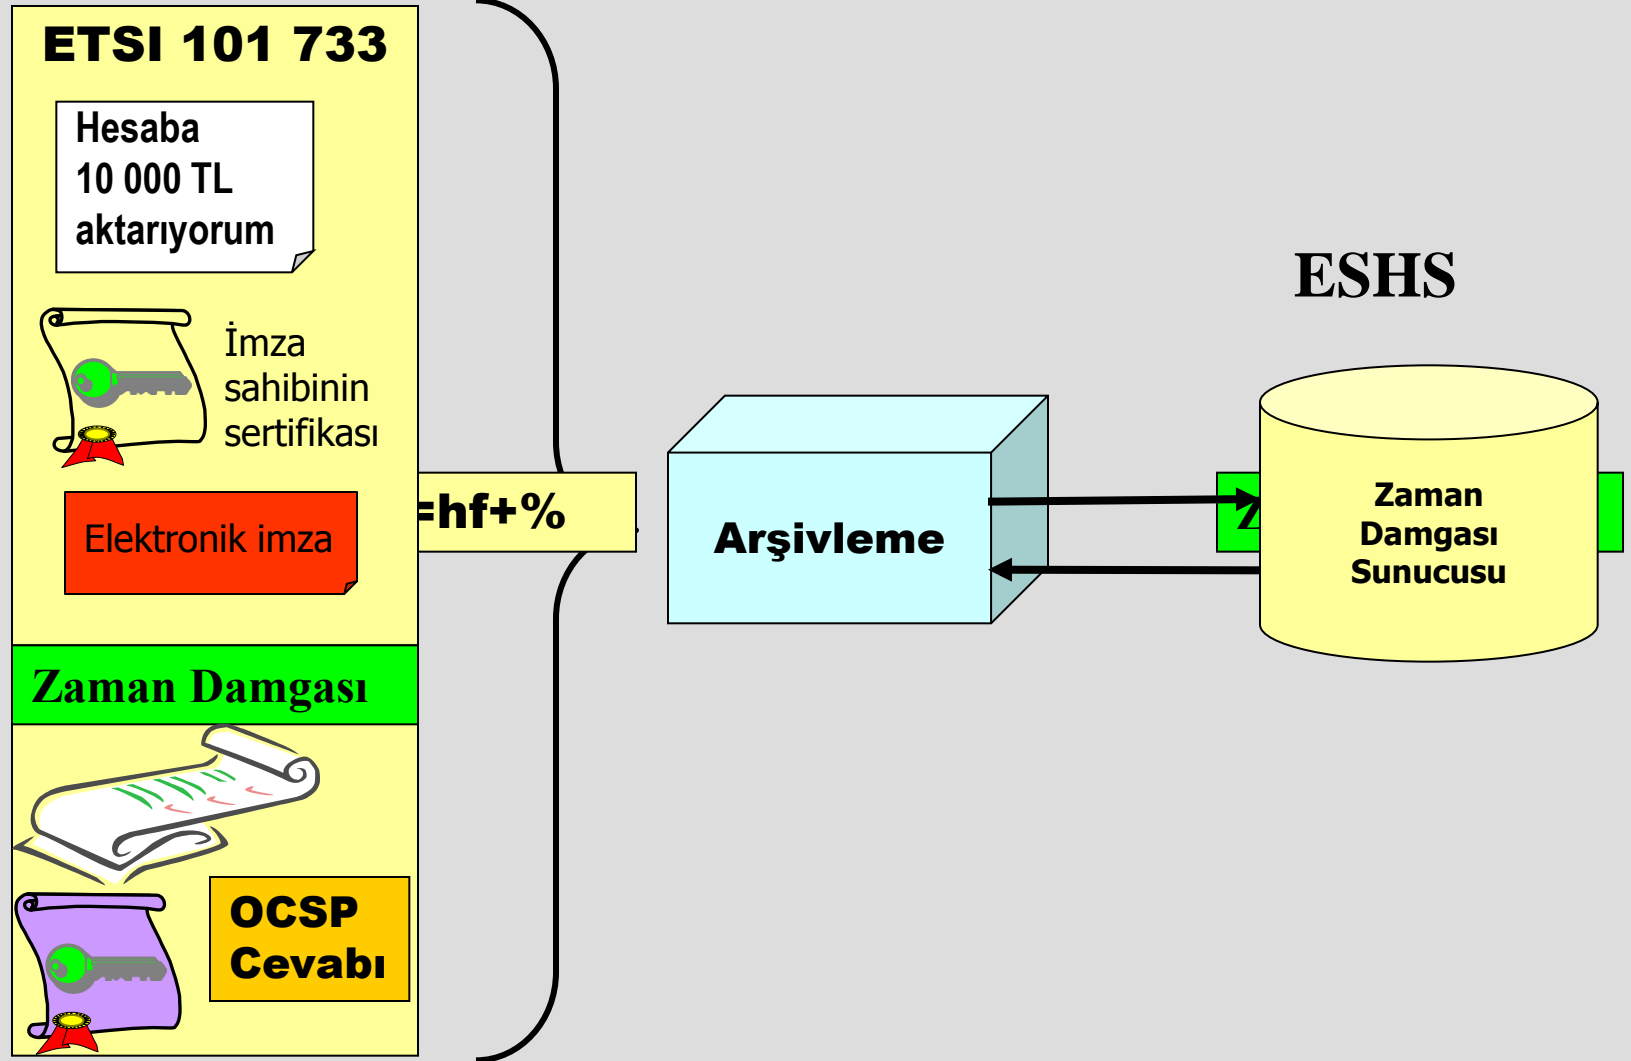 ETSI 101 733
Hesaba
10 000 TL
aktarıyorum
İmza
sahibinin
sertifikası
Elektronik imza
=hf+%
Zaman Damgası
OCSP
Cevabı
Arşivleme
ESHS
Zaman
Damgası
Sunucusu